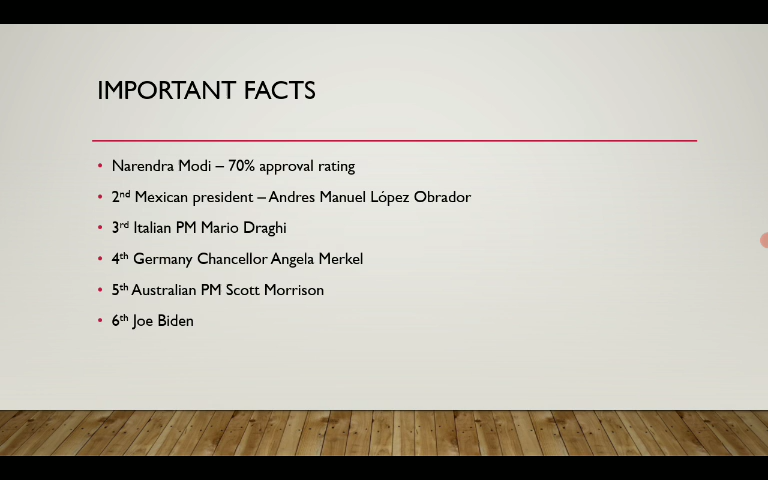 IMPORTANT FACTS
• Narendra Modi – 70% approval rating
• 2nd Mexican president – Andres Manuel López Obrador
• 3rd Italian PM Mario Draghi
• 4th Germany Chancellor Angela Merkel
• 5th Australian PM Scott Morrison
• 6th Joe Biden